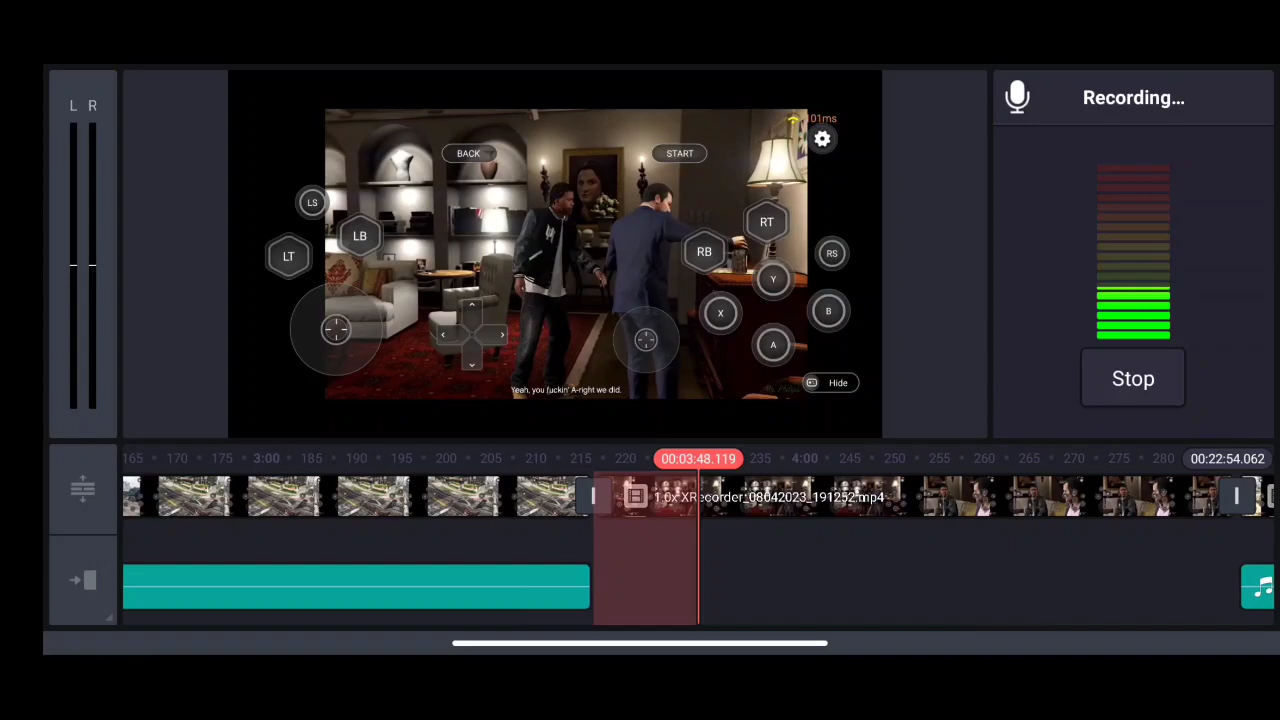 L R
Recording...
101ms
BACK
START
LS
LB
RT
LT
RB
RS
Y
X
B
A
Hide
Yeah, you fuckin' A-right we did.
Stop
165 170 175 3:00 185 190 195 200 205 210 215 220 00:03:48.119 235 4:00 245 250 255 260 265 270 275 280 00:22:54.062
1.0x XRecorder_08042023_191252.mp4